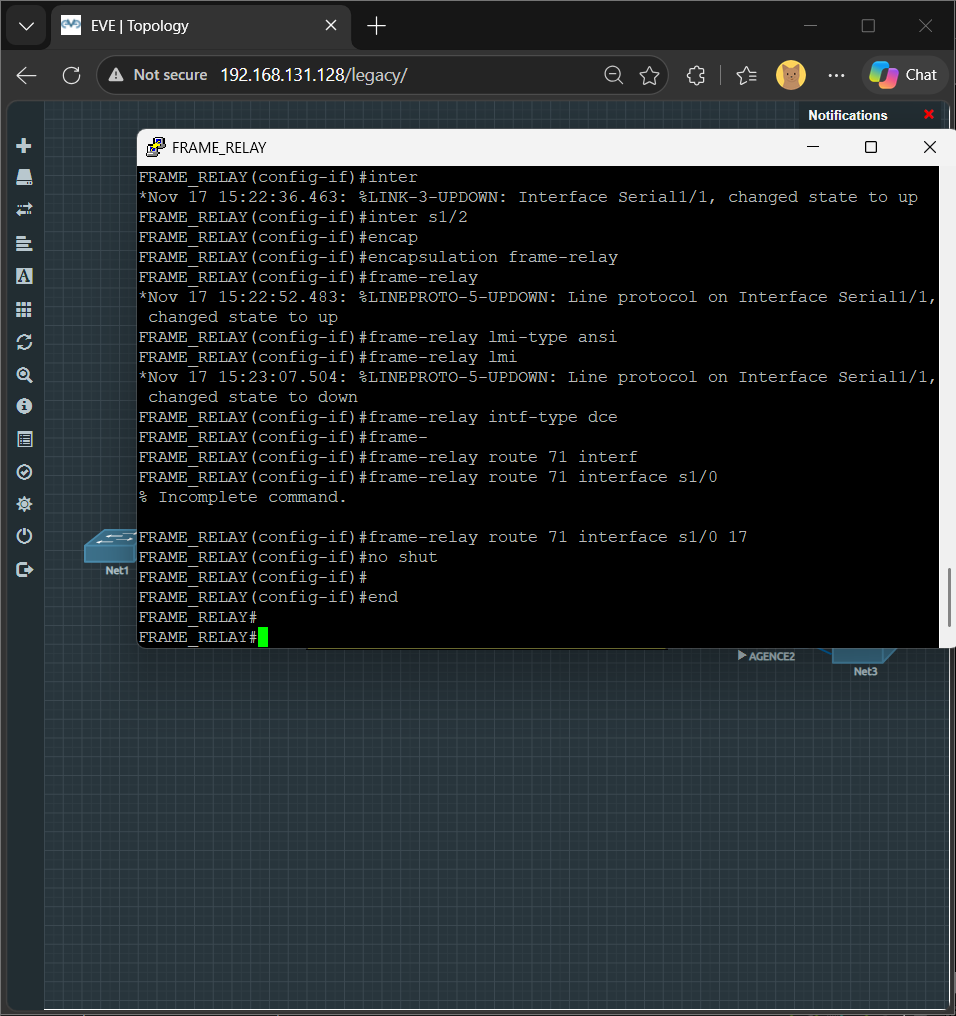 EVE | Topology
Not secure 192.168.131.128/legacy/
Chat
Notifications
FRAME_RELAY
FRAME_RELAY(config-if)#inter
*Nov 17 15:22:36.463: %LINK-3-UPDOWN: Interface Serial1/1, changed state to up
FRAME_RELAY(config-if)#inter s1/2
FRAME_RELAY(config-if)#encap
FRAME_RELAY(config-if)#encapsulation frame-relay
FRAME_RELAY(config-if)#frame-relay
*Nov 17 15:22:52.483: %LINEPROTO-5-UPDOWN: Line protocol on Interface Serial1/1,
changed state to up
FRAME_RELAY(config-if)#frame-relay lmi-type ansi
FRAME_RELAY(config-if)#frame-relay lmi
*Nov 17 15:23:07.504: %LINEPROTO-5-UPDOWN: Line protocol on Interface Serial1/1,
changed state to down
FRAME_RELAY(config-if)#frame-relay intf-type dce
FRAME_RELAY(config-if)#frame-
FRAME_RELAY(config-if)#frame-relay route 71 interf
FRAME_RELAY(config-if)#frame-relay route 71 interface s1/0
% Incomplete command.
FRAME_RELAY(config-if)#frame-relay route 71 interface s1/0 17
FRAME_RELAY(config-if)#no shut
FRAME_RELAY(config-if)#
FRAME_RELAY(config-if)#end
FRAME_RELAY#
FRAME_RELAY#
Net1
AGENCE2
Net3